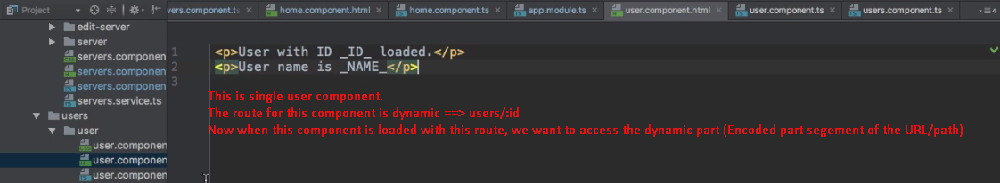 Project
rvers.component.ts
home.component.html
home.component.ts
app.module.ts
user.component.html
user.component.ts
users.component.ts
4
edit-server
server
servers.componen
servers.componen
servers.componen
servers.service.ts
users
user
user.componen
user.componen
user.componen
1 <p>User with ID _ID_ loaded.</p>
2 <p>User name is _NAME_</p>
3
This is single user component.
The route for this component is dynamic ==> users/:id
Now when this component is loaded with this route, we want to access the dynamic part (Encoded part segement of the URL/path)